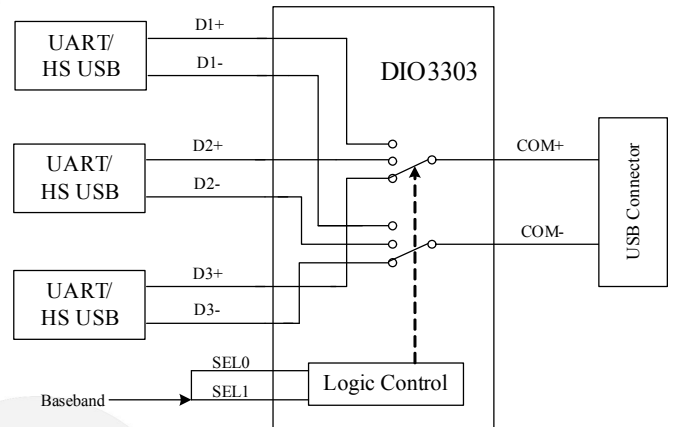 UART/
HS USB
D1+
D1-
DIO3303
UART/
HS USB
D2+
D2-
COM+
COM-
USB Connector
UART/
HS USB
D3+
D3-
SEL0
SEL1
Baseband
Logic Control